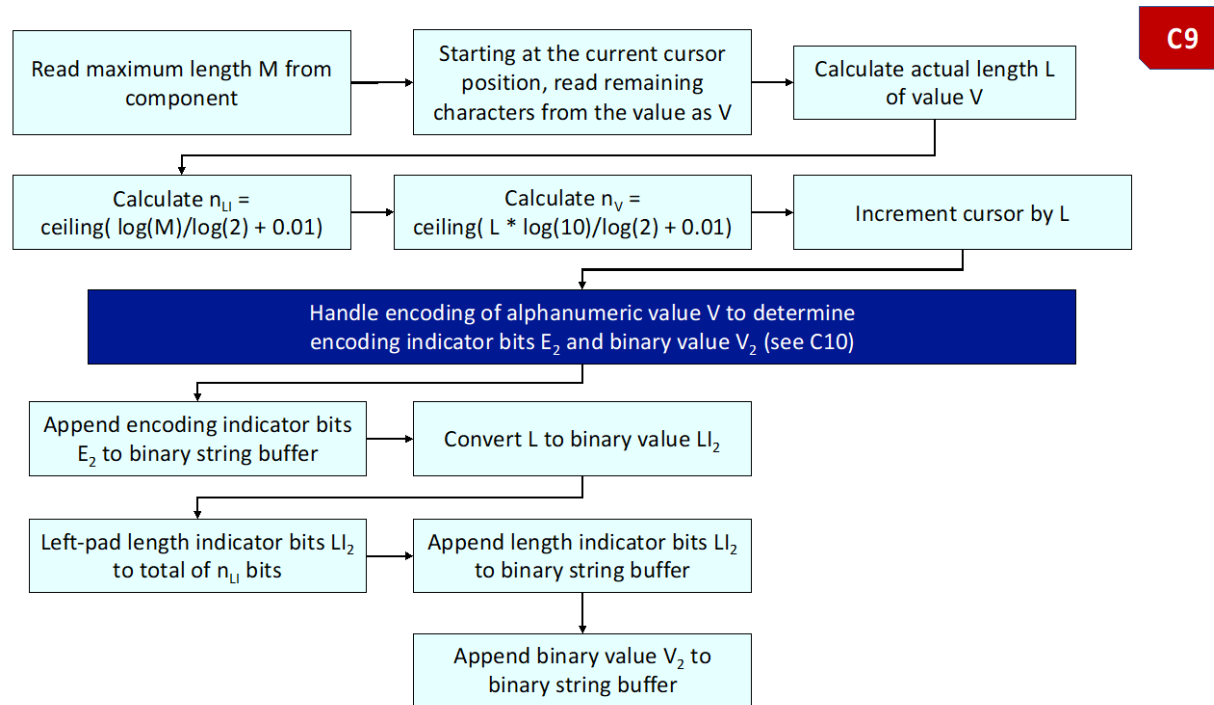 C9
Read maximum length M from
component
Starting at the current cursor
position, read remaining
characters from the value as V
Calculate actual length L
of value V
Calculate n_LI =
ceiling( log(M)/log(2) + 0.01)
Calculate n_V =
ceiling( L * log(10)/log(2) + 0.01)
Increment cursor by L
Handle encoding of alphanumeric value V to determine
encoding indicator bits E₂ and binary value V₂ (see C10)
Append encoding indicator bits
E₂ to binary string buffer
Convert L to binary value LI₂
Left-pad length indicator bits LI₂
to total of n_LI bits
Append length indicator bits LI₂
to binary string buffer
Append binary value V₂ to
binary string buffer